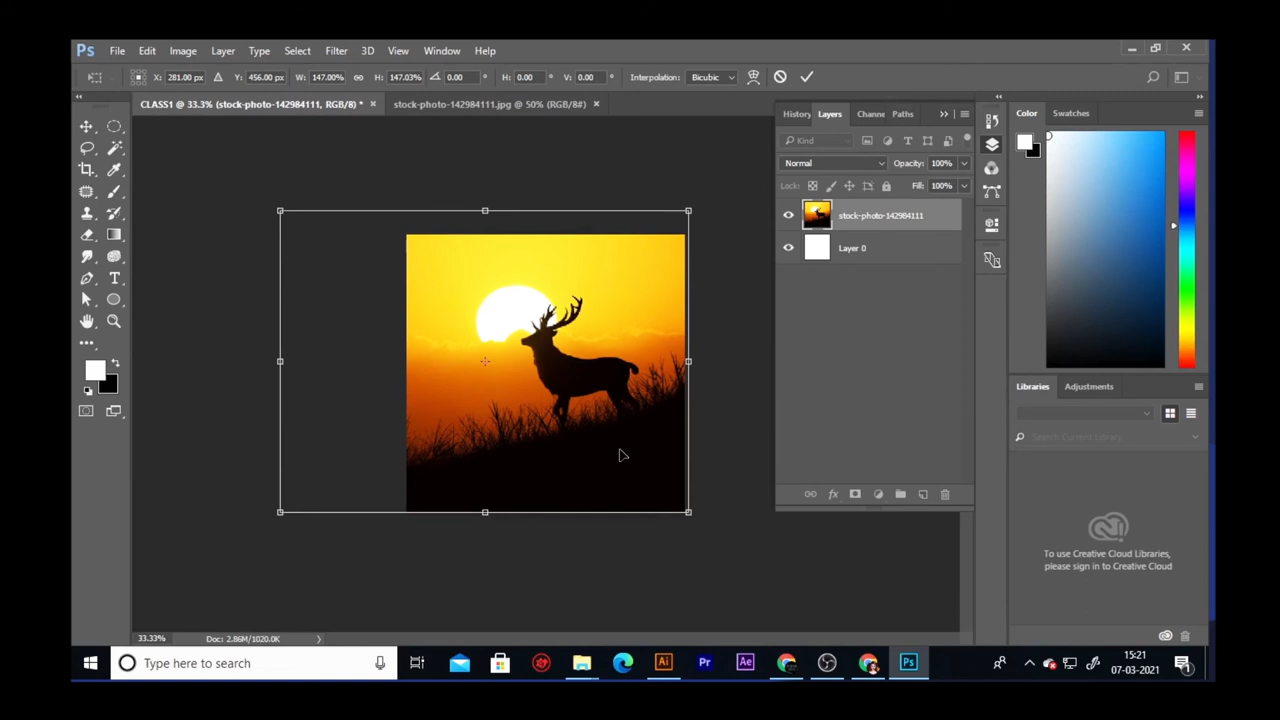 Ps File Edit Image Layer Type Select Filter 3D View Window Help
X: 281.00 px Y: 456.00 px W: 147.00% H: 147.03% 0.00 ° H: 0.00 ° V: 0.00 ° Interpolation: Bicubic
CLASS1 @ 33.3% (stock-photo-142984111, RGB/8) * × stock-photo-142984111.jpg @ 50% (RGB/8#) ×
History Layers Channe Paths
Color Swatches
Kind
Normal Opacity: 100%
Lock: Fill: 100%
stock-photo-142984111
Layer 0
Libraries Adjustments
Search Current Library
To use Creative Cloud Libraries,
please sign in to Creative Cloud
33.33% Doc: 2.86M/1020.0K
Type here to search
Ai Pr Ae Ps
15:21
07-03-2021